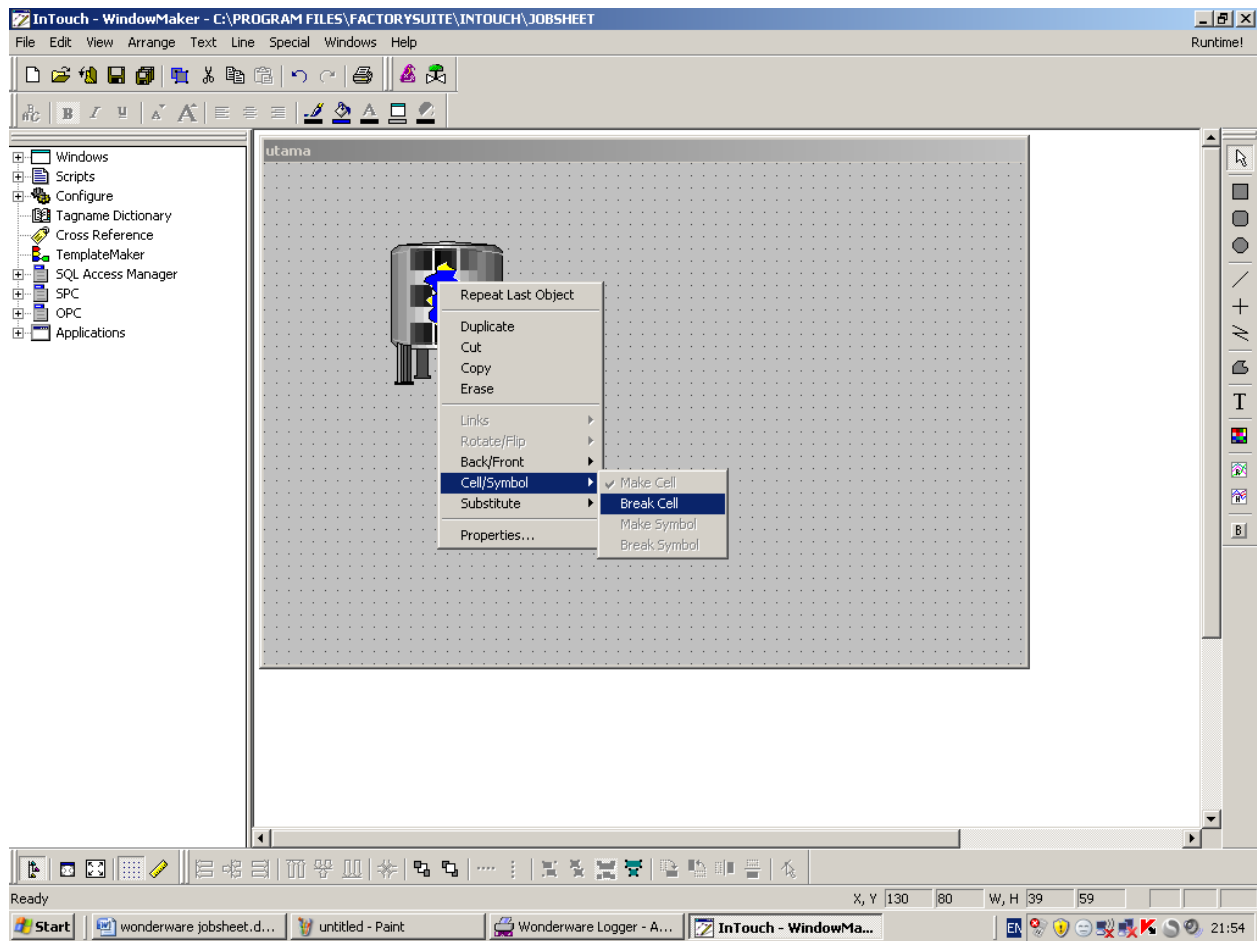 InTouch - WindowMaker - C:\PROGRAM FILES\FACTORYSUITE\INTOUCH\JOBSHEET
File Edit View Arrange Text Line Special Windows Help Runtime!
utama
Windows
Scripts
Configure
Tagname Dictionary
Cross Reference
TemplateMaker
SQL Access Manager
SPC
OPC
Applications
Repeat Last Object
Duplicate
Cut
Copy
Erase
Links
Rotate/Flip
Back/Front
Cell/Symbol
Substitute
Properties...
Make Cell
Break Cell
Make Symbol
Break Symbol
Ready X, Y 130 80 W, H 39 59
Start wonderware jobsheet.d... untitled - Paint Wonderware Logger - A... InTouch - WindowMa... EN 21:54